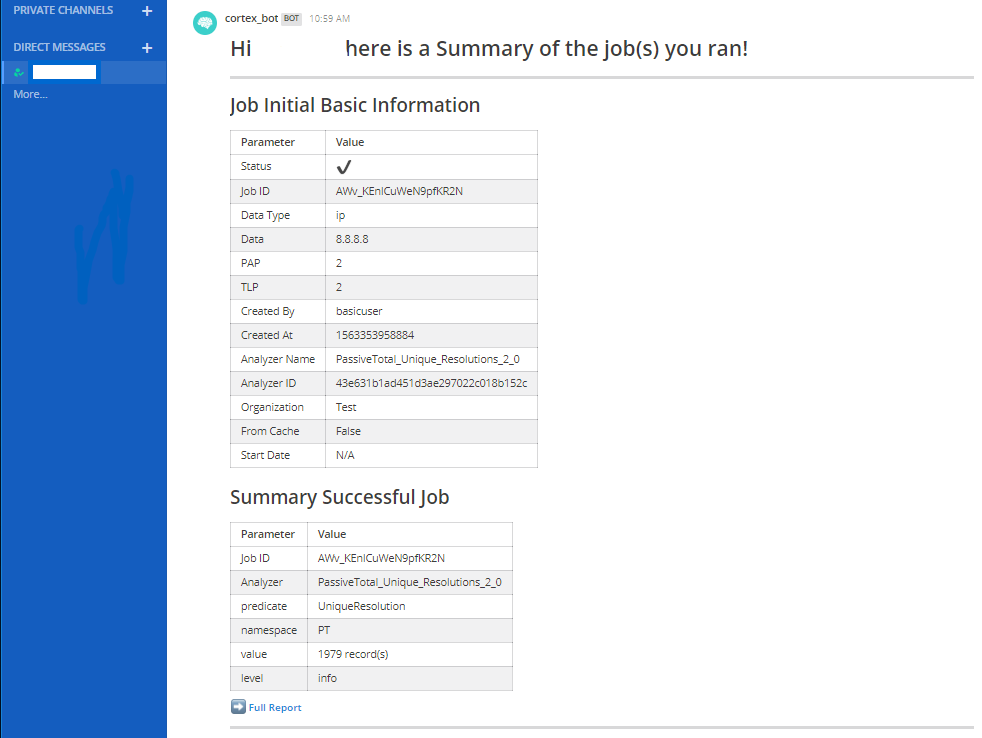 PRIVATE CHANNELS +
DIRECT MESSAGES +
More...
cortex_bot BOT 10:59 AM
Hi here is a Summary of the job(s) you ran!
Job Initial Basic Information
Parameter Value
Status ✔
Job ID AWv_KEnICuWeN9pfKR2N
Data Type ip
Data 8.8.8.8
PAP 2
TLP 2
Created By basicuser
Created At 1563353958884
Analyzer Name PassiveTotal_Unique_Resolutions_2_0
Analyzer ID 43e631b1ad451d3ae297022c018b152c
Organization Test
From Cache False
Start Date N/A
Summary Successful Job
Parameter Value
Job ID AWv_KEnICuWeN9pfKR2N
Analyzer PassiveTotal_Unique_Resolutions_2_0
predicate UniqueResolution
namespace PT
value 1979 record(s)
level info
Full Report